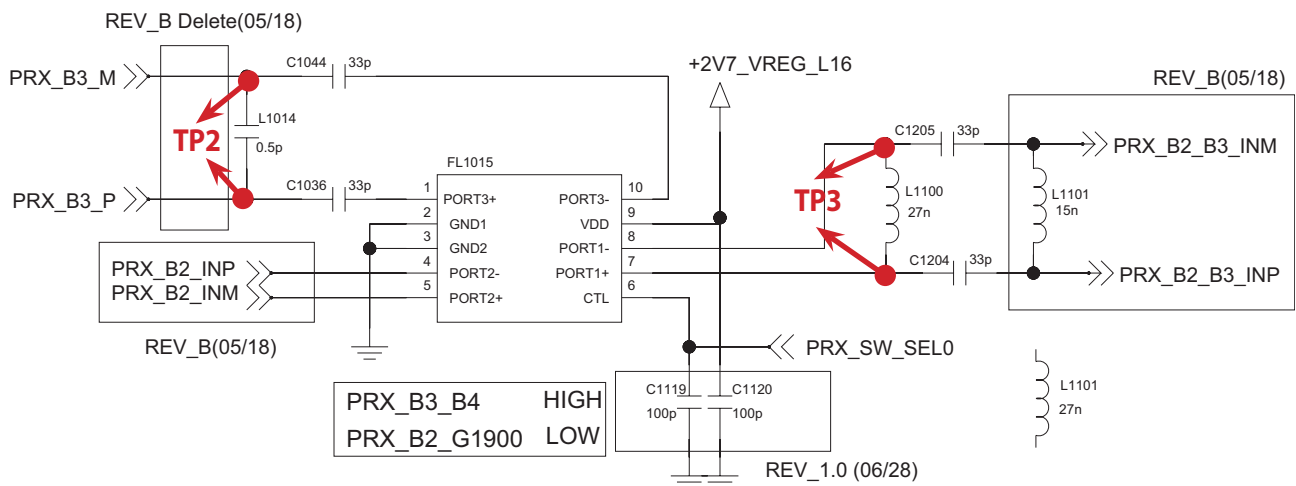 REV_B Delete(05/18)
PRX_B3_M
C1044 33p
+2V7_VREG_L16
REV_B(05/18)
TP2
L1014
0.5p
C1205 33p
PRX_B2_B3_INM
FL1015
PRX_B3_P
C1036 33p
TP3
L1100
27n
L1101
15n
1 PORT3+ PORT3- 10
2 GND1 VDD 9
3 GND2 PORT1- 8
4 PORT2- PORT1+ 7
5 PORT2+ CTL 6
C1204 33p
PRX_B2_B3_INP
PRX_B2_INP
PRX_B2_INM
REV_B(05/18)
PRX_SW_SEL0
PRX_B3_B4 HIGH
PRX_B2_G1900 LOW
C1119
100p
C1120
100p
L1101
27n
REV_1.0 (06/28)